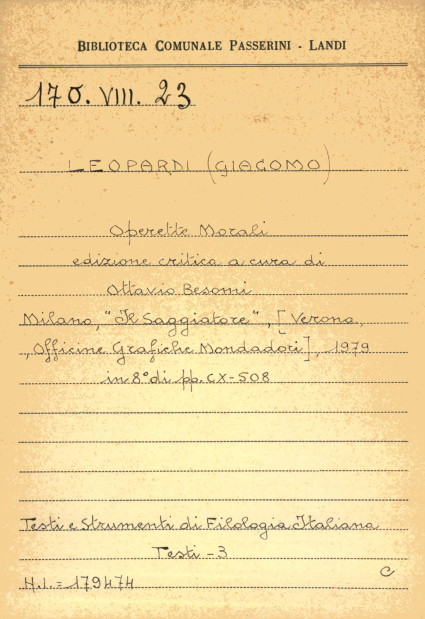 BIBLIOTECA COMUNALE PASSERINI - LANDI
170. VIII. 23
LEOPARDI (GIACOMO)
Operette Morali
edizione critica a cura di
Ottavio Besomi
Milano, "Il Saggiatore", [Verona,
Officine Grafiche Mondadori], 1979
in 8° di pp. CX-508
Testi e Strumenti di Filologia Italiana
Testi - 3
N.I. = 179474
C